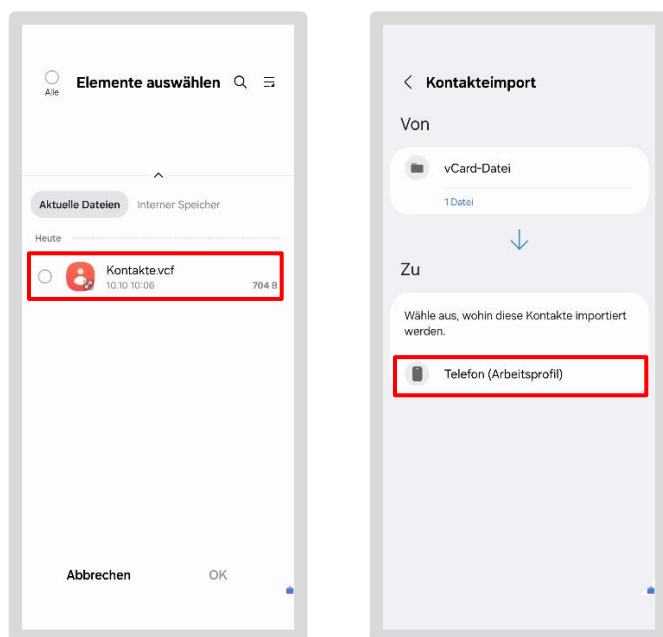 Alle
Elemente auswählen
Aktuelle Dateien
Interner Speicher
Heute
Kontakte.vcf
10.10 10:06
704 B
Abbrechen
OK
Kontakteimport
Von
vCard-Datei
1 Datei
Zu
Wähle aus, wohin diese Kontakte importiert
werden.
Telefon (Arbeitsprofil)